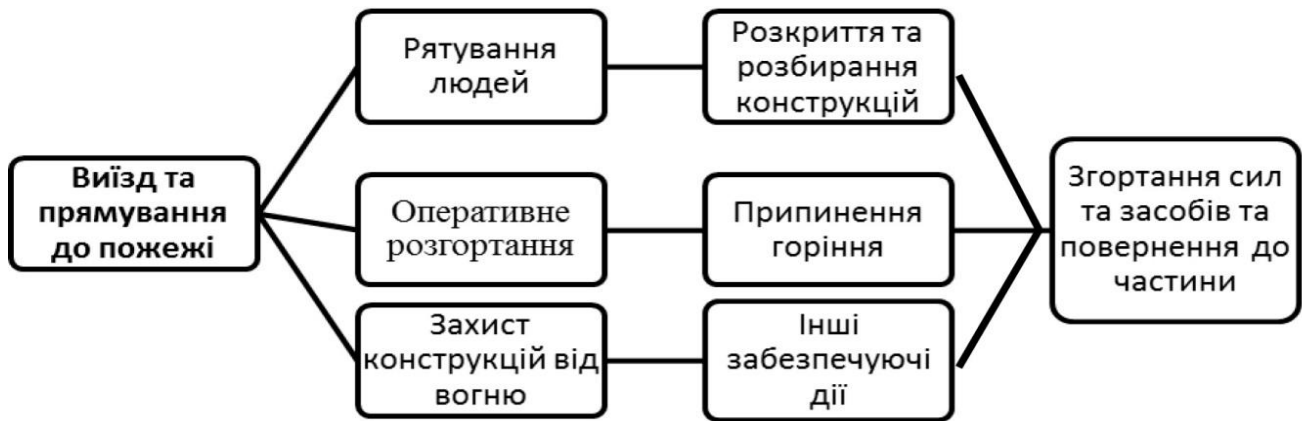 Виїзд та
прямування
до пожежі
Рятування
людей
Розкриття та
розбирання
конструкцій
Оперативне
розгортання
Припинення
горіння
Захист
конструкцій від
вогню
Інші
забезпечуючі
дії
Згортання сил
та засобів та
повернення до
частини